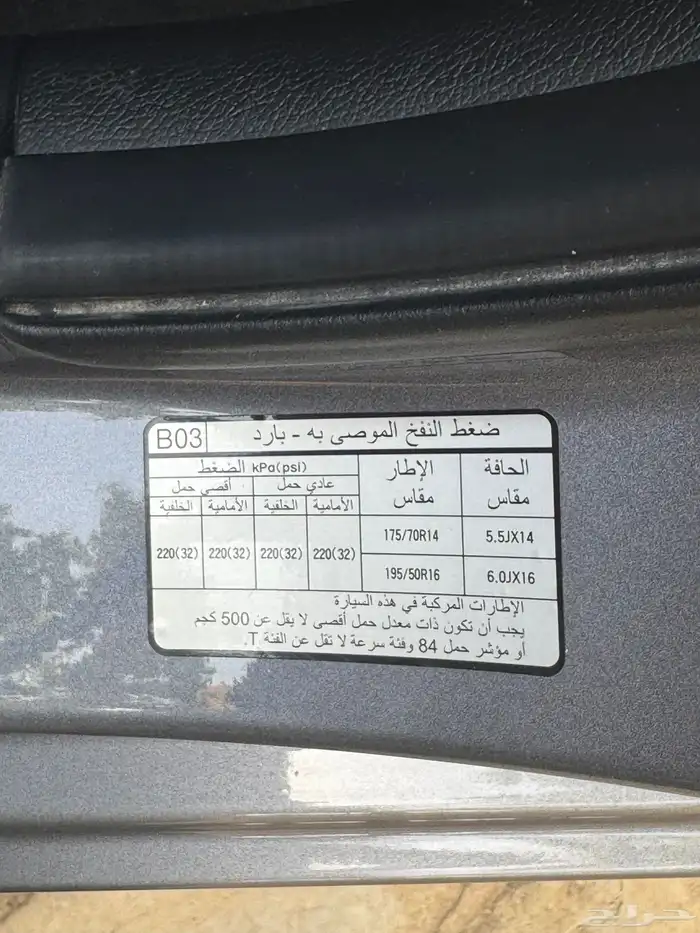 ضغط النفخ الموصى به - بارد B03
الحافة مقاس الإطار مقاس الضغط kPa(psi)
عادي حمل أقصي حمل
الأمامية الخلفية الأمامية الخلفية
5.5JX14 175/70R14
220(32) 220(32) 220(32) 220(32)
6.0JX16 195/50R16
الإطارات المركبة في هذه السيارة
يجب أن تكون ذات معدل حمل أقصى لا يقل عن 500 كجم
أو مؤشر حمل 84 وفئة سرعة لا تقل عن الفئة T.
حراج